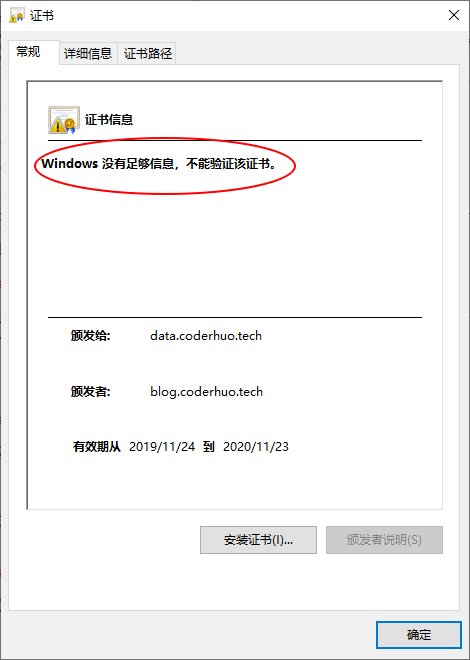 证书
常规 详细信息 证书路径
证书信息
Windows 没有足够信息，不能验证该证书。
颁发给: data.coderhuo.tech
颁发者: blog.coderhuo.tech
有效期从 2019/11/24 到 2020/11/23
安装证书(I)... 颁发者说明(S)
确定